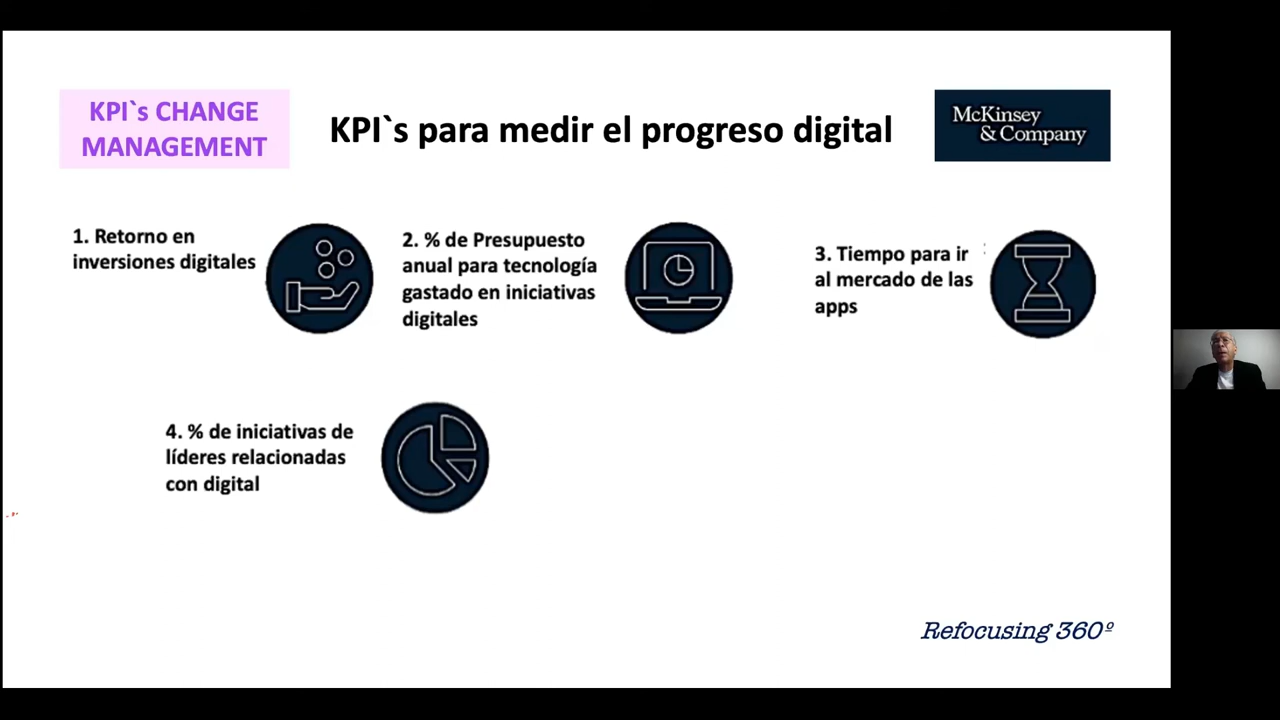 KPI`s CHANGE
MANAGEMENT
KPI`s para medir el progreso digital
McKinsey
& Company
1. Retorno en
inversiones digitales
2. % de Presupuesto
anual para tecnología
gastado en iniciativas
digitales
3. Tiempo para ir
al mercado de las
apps
4. % de iniciativas de
líderes relacionadas
con digital
Refocusing 360º